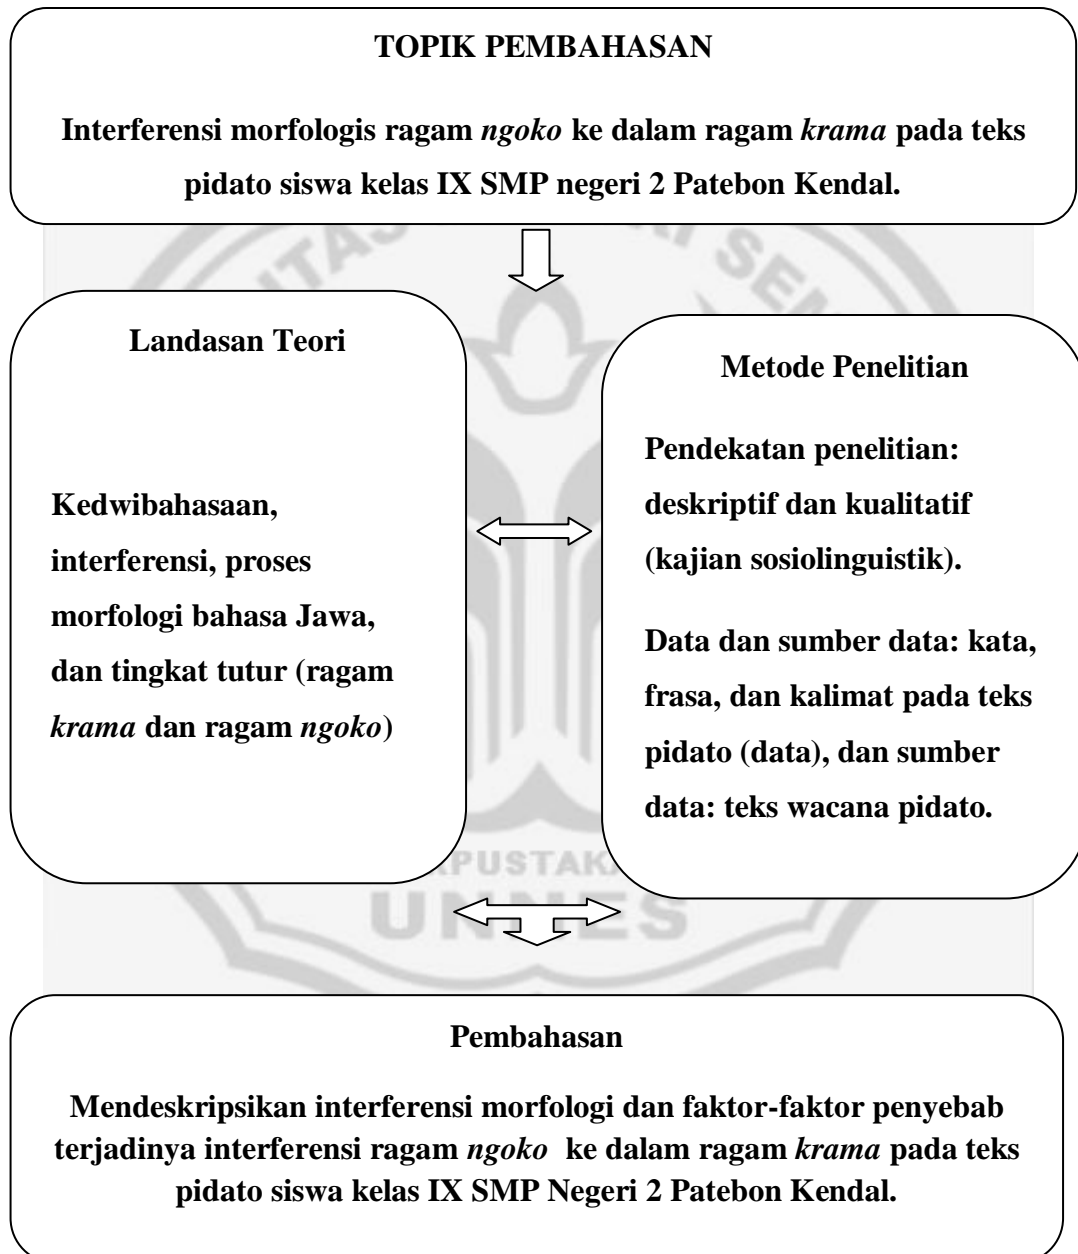 TOPIK PEMBAHASAN
Interferensi morfologis ragam ngoko ke dalam ragam krama pada teks
pidato siswa kelas IX SMP negeri 2 Patebon Kendal.
Landasan Teori
Kedwibahasaan,
interferensi, proses
morfologi bahasa Jawa,
dan tingkat tutur (ragam
krama dan ragam ngoko)
Metode Penelitian
Pendekatan penelitian:
deskriptif dan kualitatif
(kajian sosiolinguistik).
Data dan sumber data: kata,
frasa, dan kalimat pada teks
pidato (data), dan sumber
data: teks wacana pidato.
UNNES
Pembahasan
Mendeskripsikan interferensi morfologi dan faktor-faktor penyebab
terjadinya interferensi ragam ngoko ke dalam ragam krama pada teks
pidato siswa kelas IX SMP Negeri 2 Patebon Kendal.